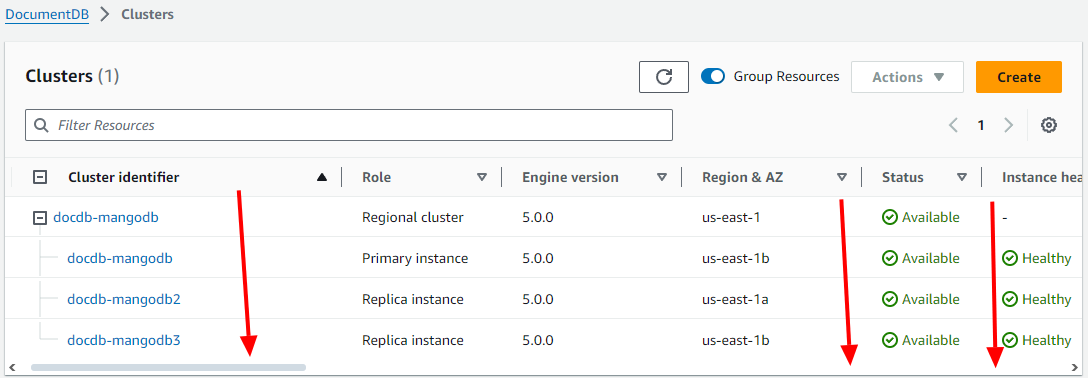 DocumentDB > Clusters
Clusters (1)
Group Resources Actions Create
Filter Resources
1
Cluster identifier Role Engine version Region & AZ Status Instance hea
docdb-mangodb Regional cluster 5.0.0 us-east-1 Available -
docdb-mangodb Primary instance 5.0.0 us-east-1b Available Healthy
docdb-mangodb2 Replica instance 5.0.0 us-east-1a Available Healthy
docdb-mangodb3 Replica instance 5.0.0 us-east-1b Available Healthy